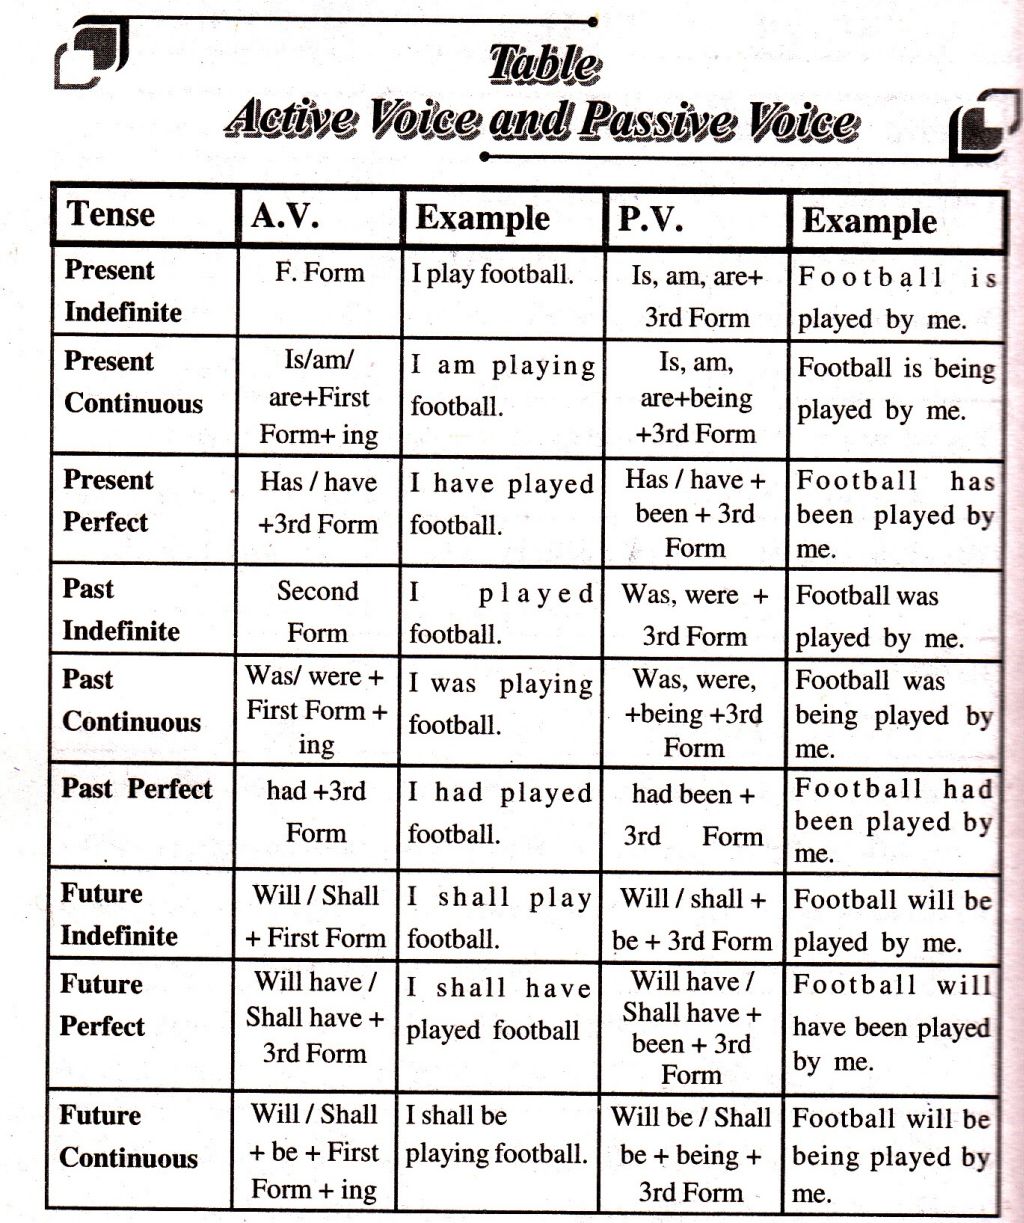 Table
Active Voice and Passive Voice
Tense
A.V.
Example
P.V.
Example
Present
Indefinite
F. Form
I play football.
Is, am, are+
3rd Form
Football is
played by me.
Present
Continuous
Is/am/
are+First
Form+ ing
I am playing
football.
Is, am,
are+being
+3rd Form
Football is being
played by me.
Present
Perfect
Has / have
+3rd Form
I have played
football.
Has / have +
been + 3rd
Form
Football has
been played by
me.
Past
Indefinite
Second
Form
I played
football.
Was, were +
3rd Form
Football was
played by me.
Past
Continuous
Was/ were +
First Form +
ing
I was playing
football.
Was, were,
+being +3rd
Form
Football was
being played by
me.
Past Perfect
had +3rd
Form
I had played
football.
had been +
3rd Form
Football had
been played by
me.
Future
Indefinite
Will / Shall
+ First Form
I shall play
football.
Will / shall +
be + 3rd Form
Football will be
played by me.
Future
Perfect
Will have /
Shall have +
3rd Form
I shall have
played football
Will have /
Shall have +
been + 3rd
Form
Football will
have been played
by me.
Future
Continuous
Will / Shall
+ be + First
Form + ing
I shall be
playing football.
Will be / Shall
be + being +
3rd Form
Football will be
being played by
me.